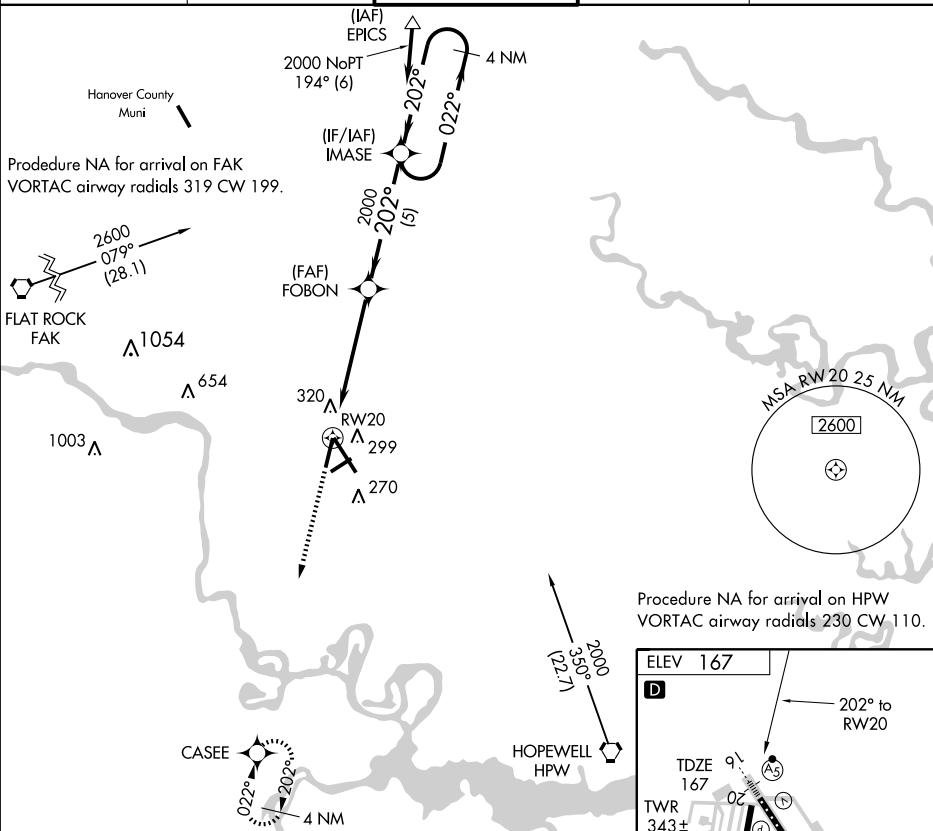 (IAF)
EPICS
2000 NoPT
194° (6)
4 NM
202°
022°
Hanover County
Muni
(IF/IAF)
IMASE
Prodedure NA for arrival on FAK
VORTAC airway radials 319 CW 199.
2000
202°
(5)
2600
079°
(28.1)
(FAF)
FOBON
FLAT ROCK
FAK
1054
654
320
RW20
299
1003
270
MSA RW20 25 NM
2600
Procedure NA for arrival on HPW
VORTAC airway radials 230 CW 110.
2000
350°
(22.7)
ELEV 167
D
202° to
RW20
CASEE
022°
202°
4 NM
HOPEWELL
HPW
TDZE
167
16
A5
20
TWR
343±